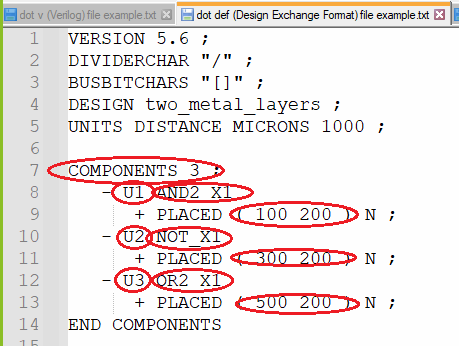 dot v (Verilog) file example.txt dot def (Design Exchange Format) file example.txt
1 VERSION 5.6 ;
2 DIVIDERCHAR "/" ;
3 BUSBITCHARS "[]" ;
4 DESIGN two_metal_layers ;
5 UNITS DISTANCE MICRONS 1000 ;
6
7 COMPONENTS 3 ;
8 - U1 AND2_X1
9 + PLACED ( 100 200 ) N ;
10 - U2 NOT_X1
11 + PLACED ( 300 200 ) N ;
12 - U3 OR2_X1
13 + PLACED ( 500 200 ) N ;
14 END COMPONENTS